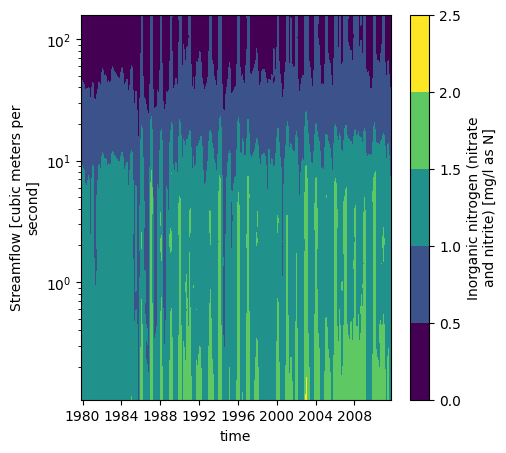 10²
10¹
10⁰
Streamflow [cubic meters per
second]
1980 1984 1988 1992 1996 2000 2004 2008
time
2.5
2.0
1.5
1.0
0.5
0.0
Inorganic nitrogen (nitrate
and nitrite) [mg/l as N]